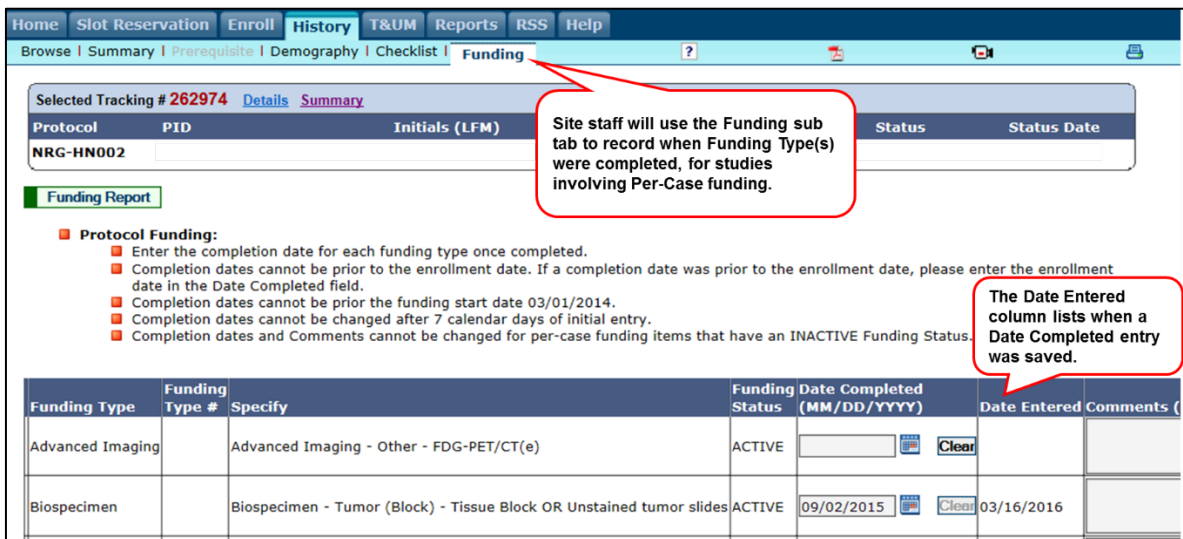 Home Slot Reservation Enroll History T&UM Reports RSS Help
Browse | Summary | Prerequisite | Demography | Checklist | Funding ?
Selected Tracking # 262974 Details Summary
Protocol PID Initials (LFM) Status Status Date
NRG-HN002
Site staff will use the Funding sub
tab to record when Funding Type(s)
were completed, for studies
involving Per-Case funding.
Funding Report
Protocol Funding:
Enter the completion date for each funding type once completed.
Completion dates cannot be prior to the enrollment date. If a completion date was prior to the enrollment date, please enter the enrollment
date in the Date Completed field.
Completion dates cannot be prior the funding start date 03/01/2014.
Completion dates cannot be changed after 7 calendar days of initial entry.
Completion dates and Comments cannot be changed for per-case funding items that have an INACTIVE Funding Status.
The Date Entered
column lists when a
Date Completed entry
was saved.
Funding Type Funding Type # Specify Funding Status Date Completed (MM/DD/YYYY) Date Entered Comments (
Advanced Imaging Advanced Imaging - Other - FDG-PET/CT(e) ACTIVE Clear
Biospecimen Biospecimen - Tumor (Block) - Tissue Block OR Unstained tumor slides ACTIVE 09/02/2015 Clear 03/16/2016